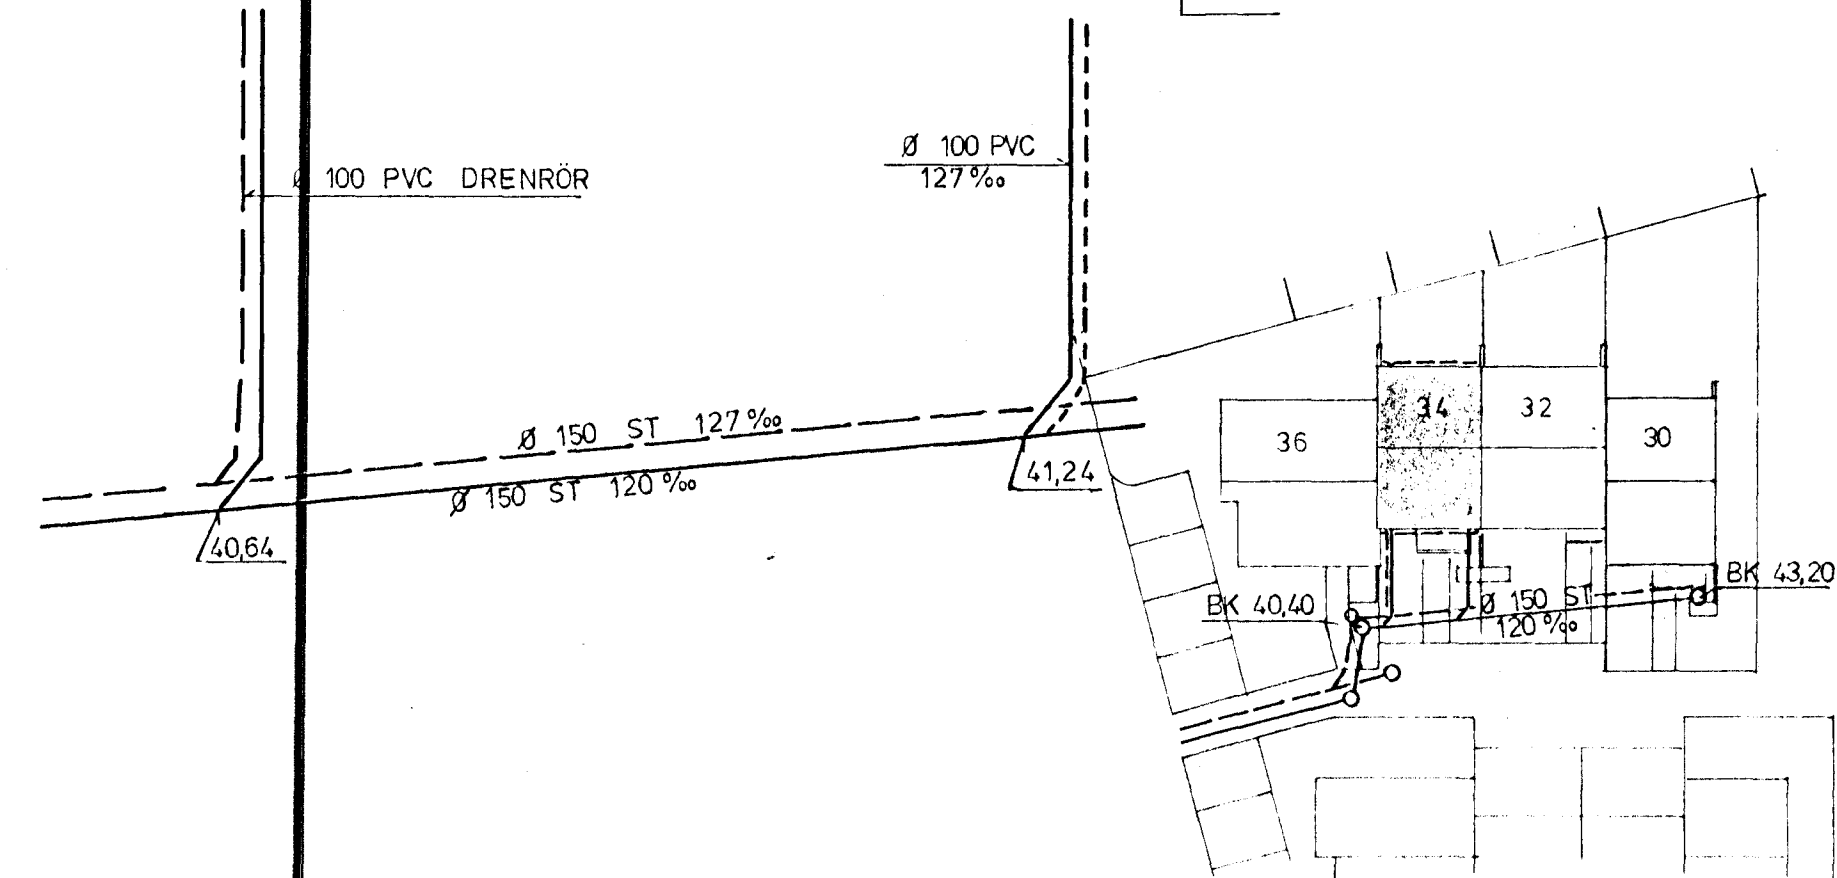 Ø 100 PVC
127 ‰
Ø 100 PVC DRENRÖR
Ø 150 ST 127 ‰
Ø 150 ST 120 ‰
41,24
40,64
36
34
32
30
BK 43,20
BK 40,40
Ø 150 ST
120 ‰